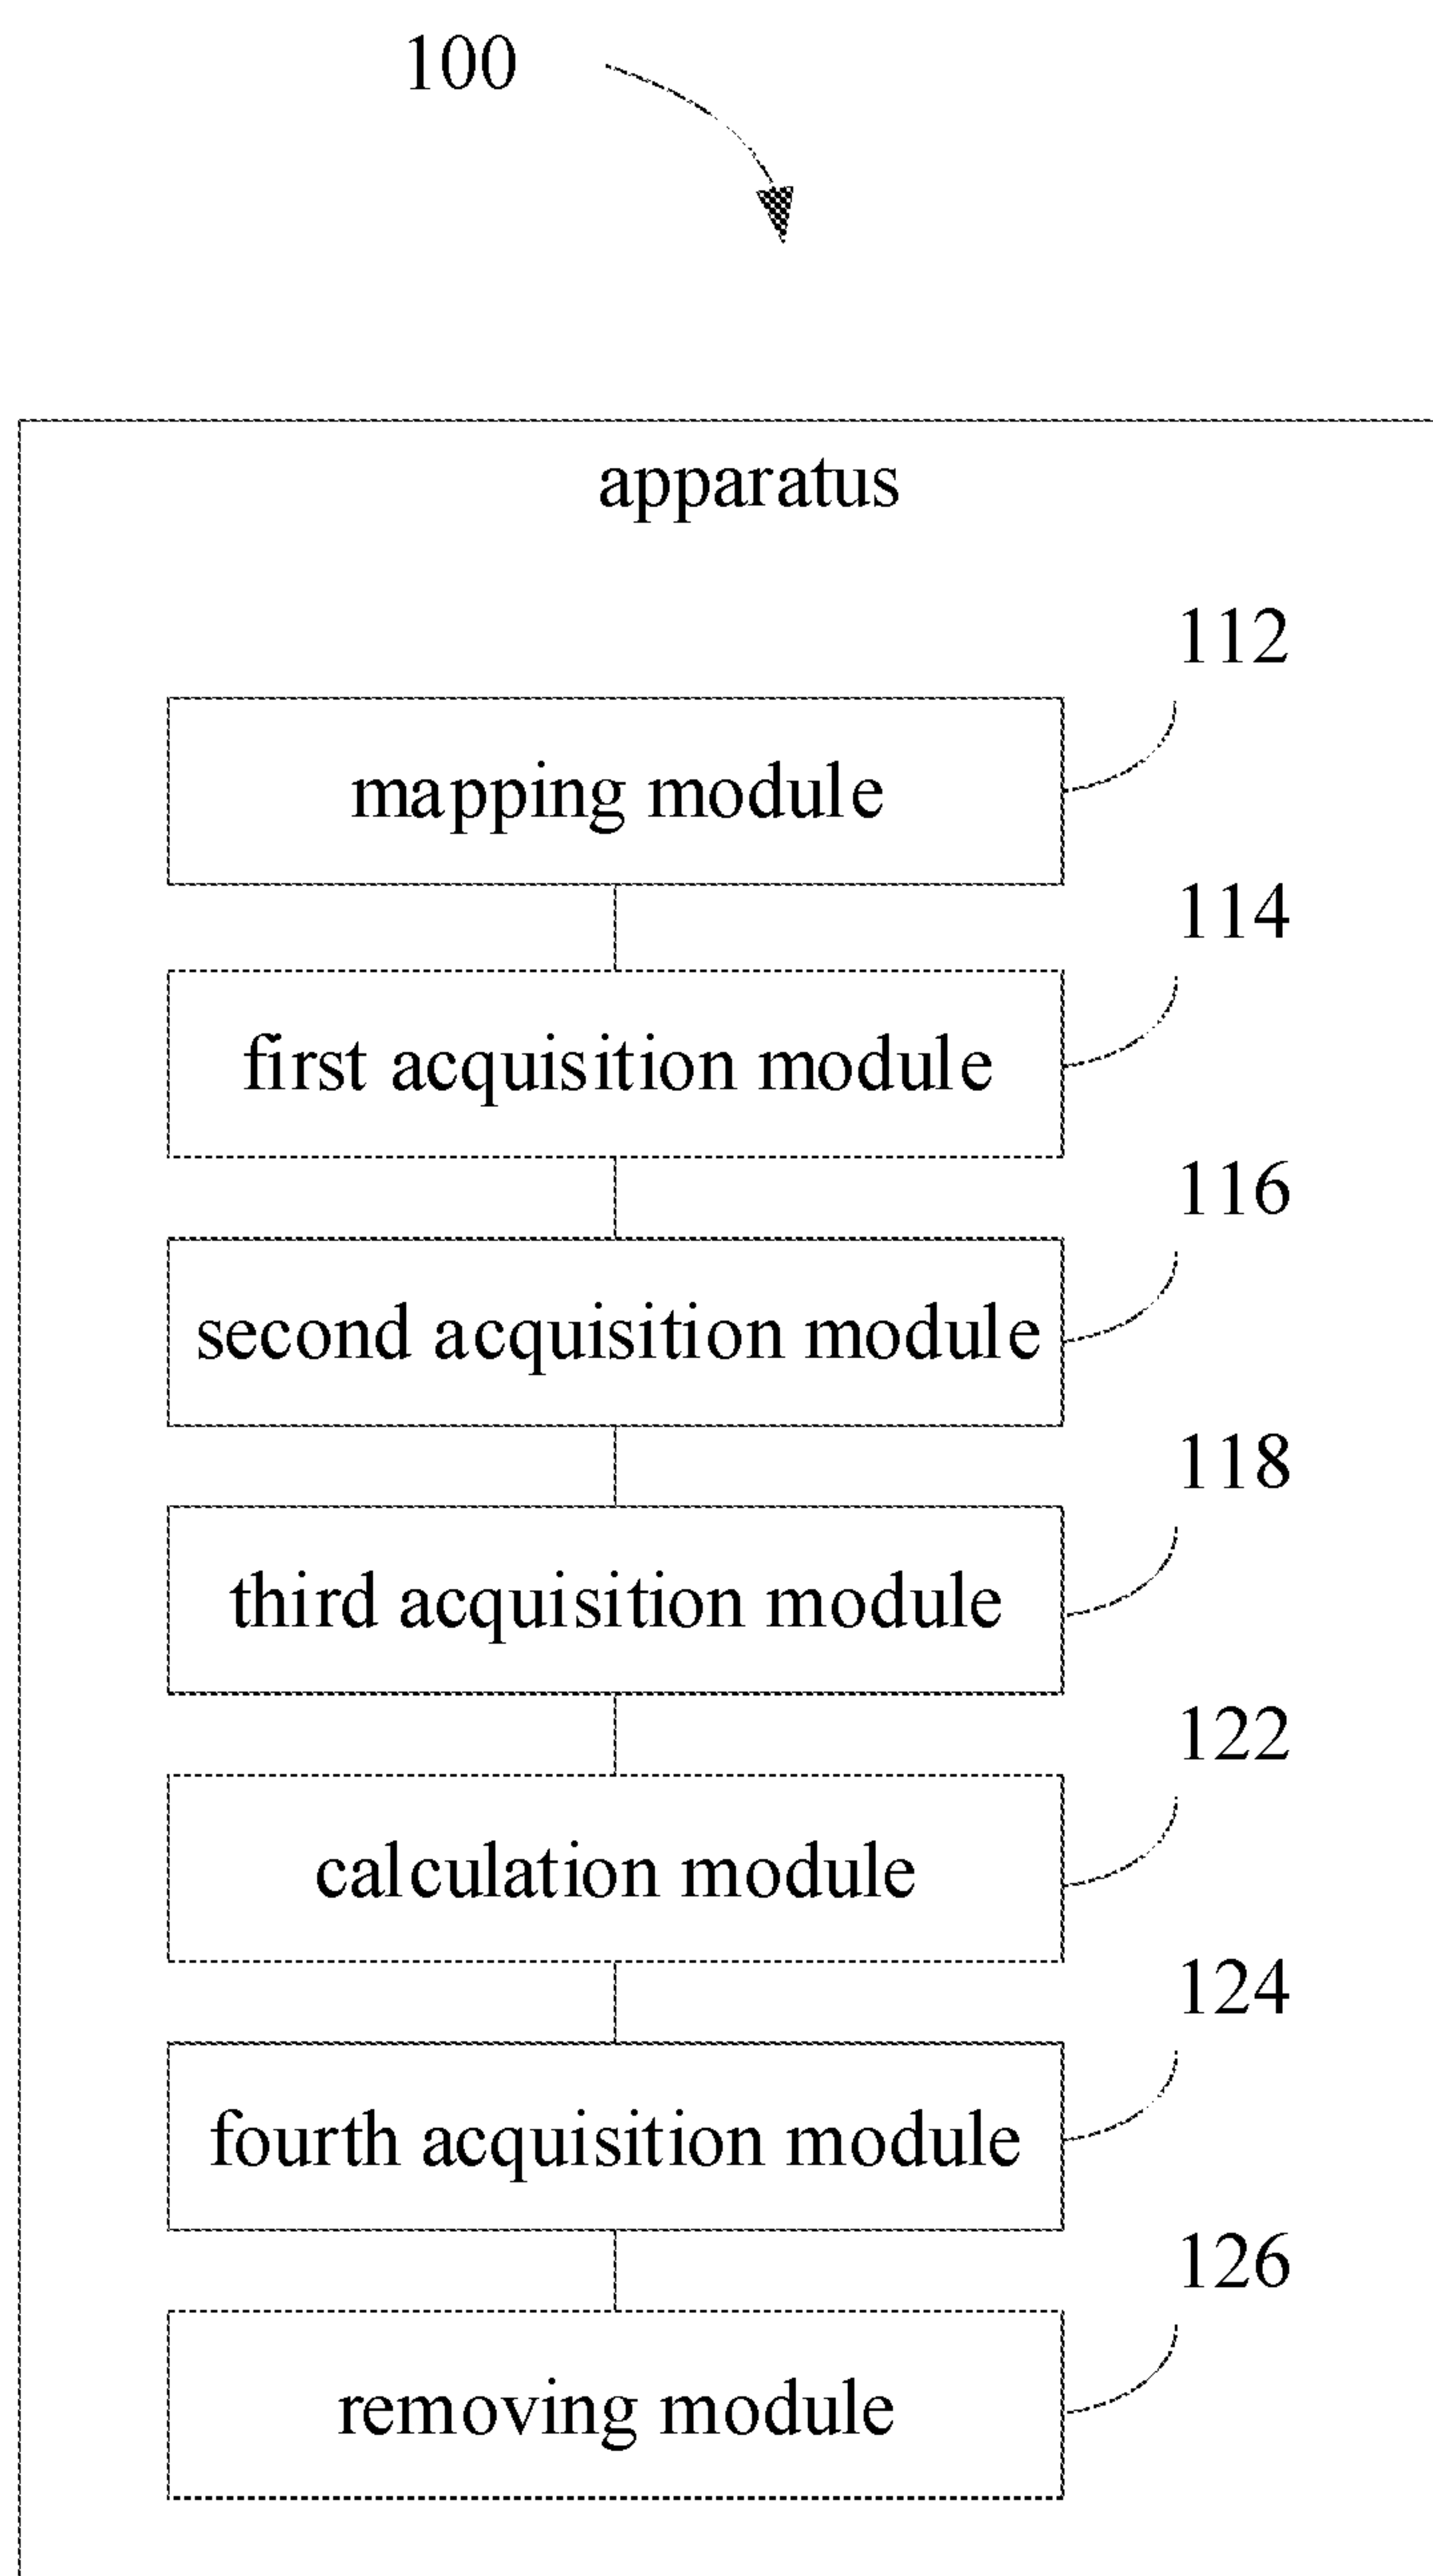 100
apparatus
112
mapping module
114
first acquisition module
116
second acquisition module
118
third acquisition module
122
calculation module
124
fourth acquisition module
126
removing module